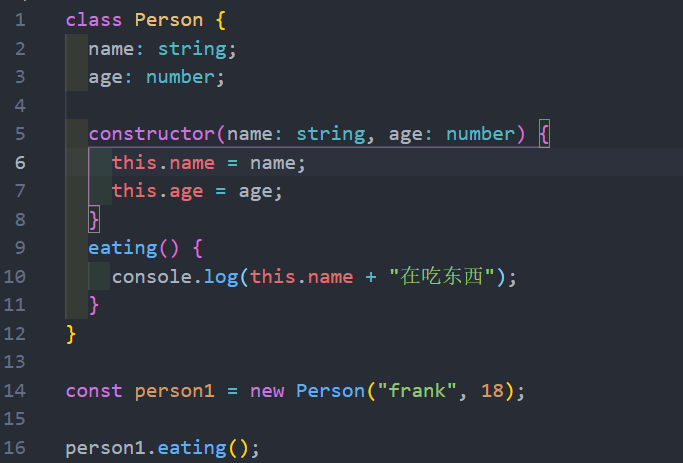 1 class Person {
2 name: string;
3 age: number;
4
5 constructor(name: string, age: number) {
6 this.name = name;
7 this.age = age;
8 }
9 eating() {
10 console.log(this.name + "在吃东西");
11 }
12 }
13
14 const person1 = new Person("frank", 18);
15
16 person1.eating();